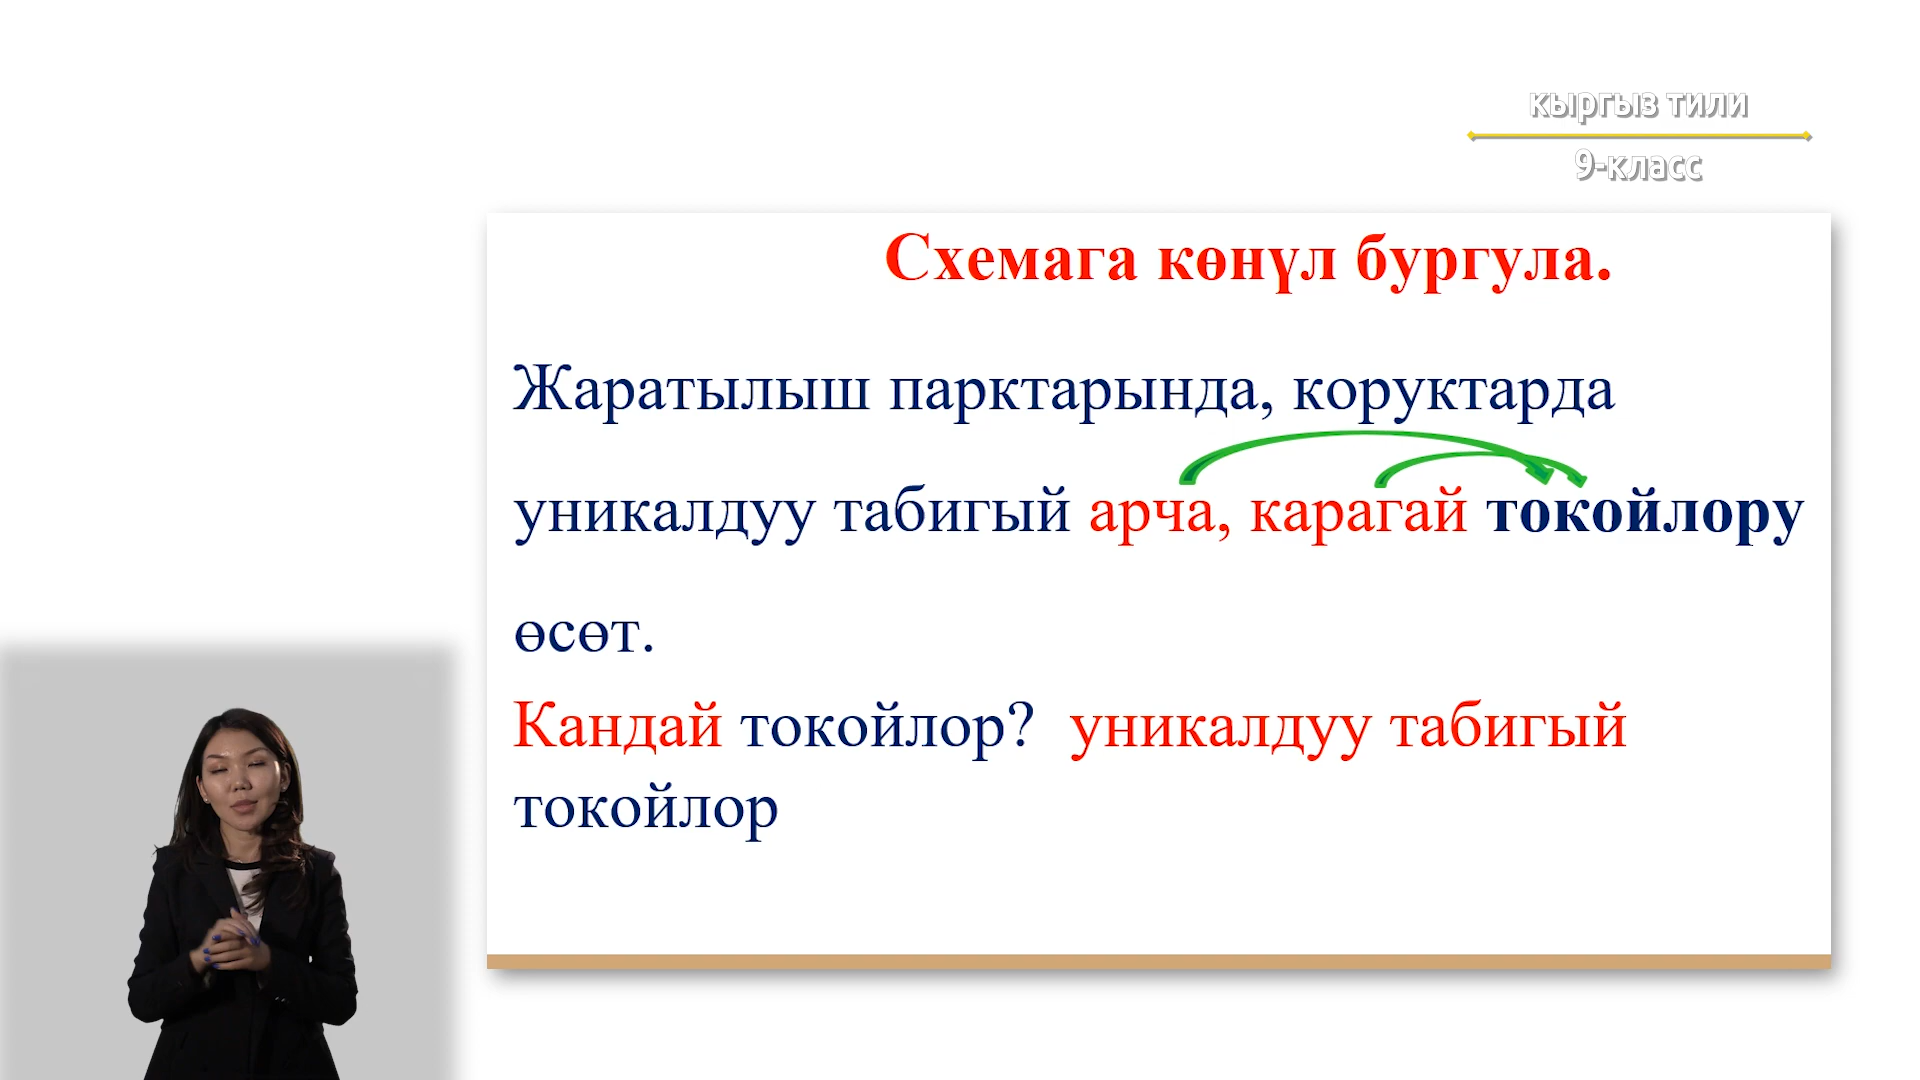 кыргыз тили
9-класс
Схемага көнүл бургула.
Жаратылыш парктарында, коруктарда
уникалдуу табигый арча, карагай токойлору
өсөт.
Кандай токойлор? уникалдуу табигый
токойлор